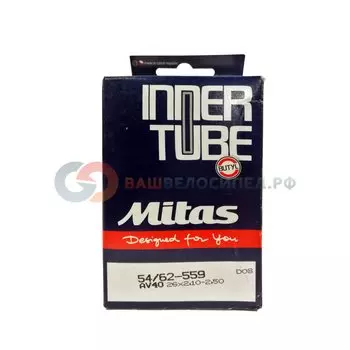 INNER
TUBE
BUTYL
Mitas
Designed for You
ВАШВЕЛОСИПЕД.РФ
54/62-559
DOS
AV40 26x2,10-2,50